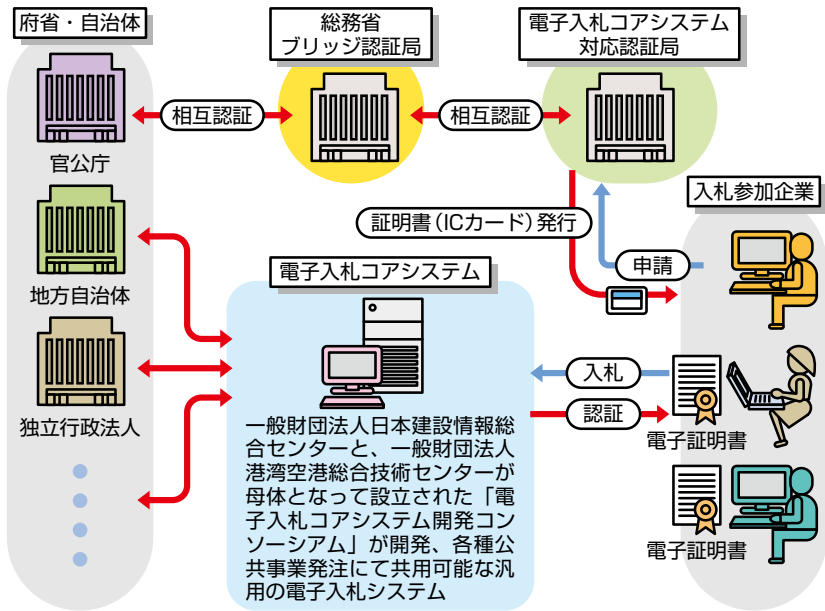 府省・自治体
総務省
ブリッジ認証局
電子入札コアシステム
対応認証局
相互認証
相互認証
官公庁
証明書(ICカード)発行
入札参加企業
申請
地方自治体
電子入札コアシステム
独立行政法人
入札
認証
電子証明書
電子証明書
一般財団法人日本建設情報総
合センターと、一般財団法人
港湾空港総合技術センターが
母体となって設立された「電
子入札コアシステム開発コン
ソーシアム」が開発、各種公
共事業発注にて共用可能な汎
用の電子入札システム